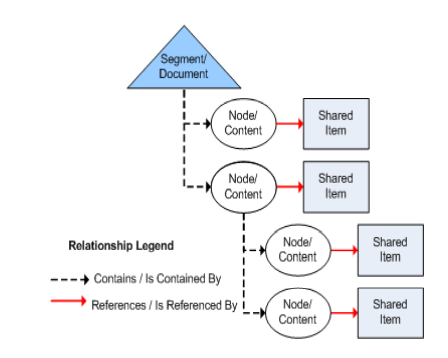 Segment/
Document
Node/
Content
Shared
Item
Node/
Content
Shared
Item
Node/
Content
Shared
Item
Node/
Content
Shared
Item
Relationship Legend
Contains / Is Contained By
References / Is Referenced By